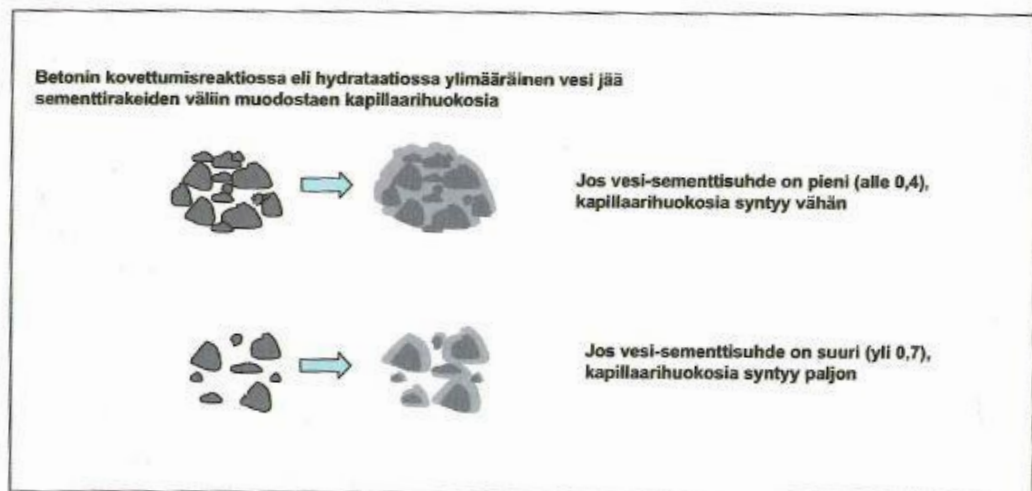 Betonin kovettumisreaktiossa eli hydrataatiossa ylimääräinen vesi jää
sementtirakeiden väliin muodostaen kapillaarihuokosia
Jos vesi-sementtisuhde on pieni (alle 0,4),
kapillaarihuokosia syntyy vähän
Jos vesi-sementtisuhde on suuri (yli 0,7),
kapillaarihuokosia syntyy paljon